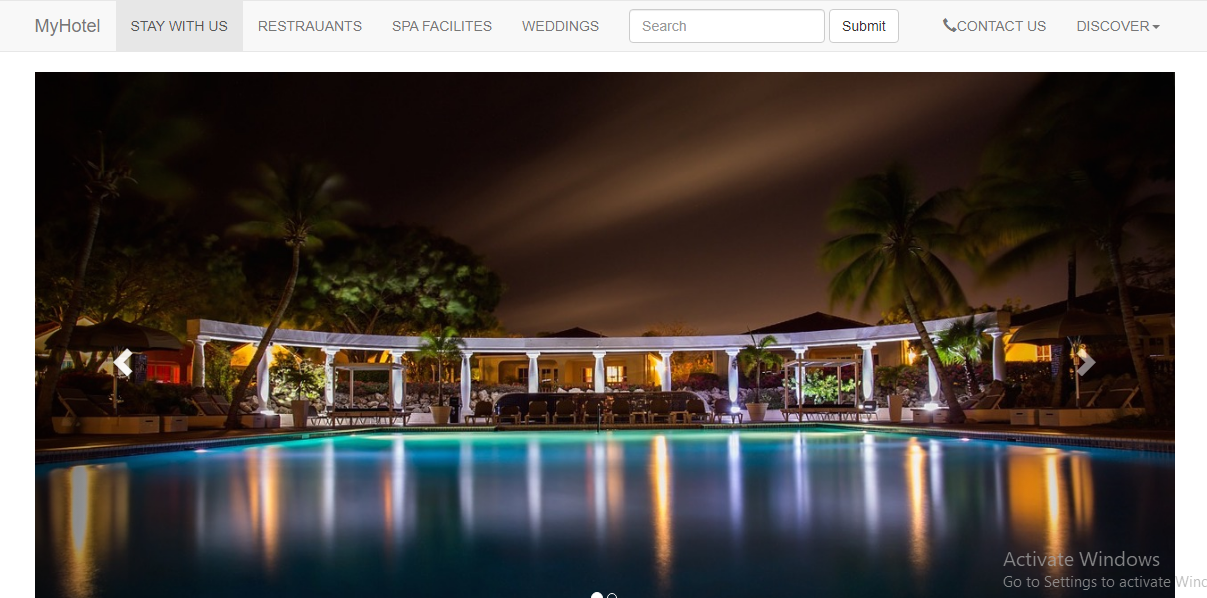 MyHotel STAY WITH US RESTRAUANTS SPA FACILITES WEDDINGS Search Submit CONTACT US DISCOVER
Activate Windows
Go to Settings to activate Winc